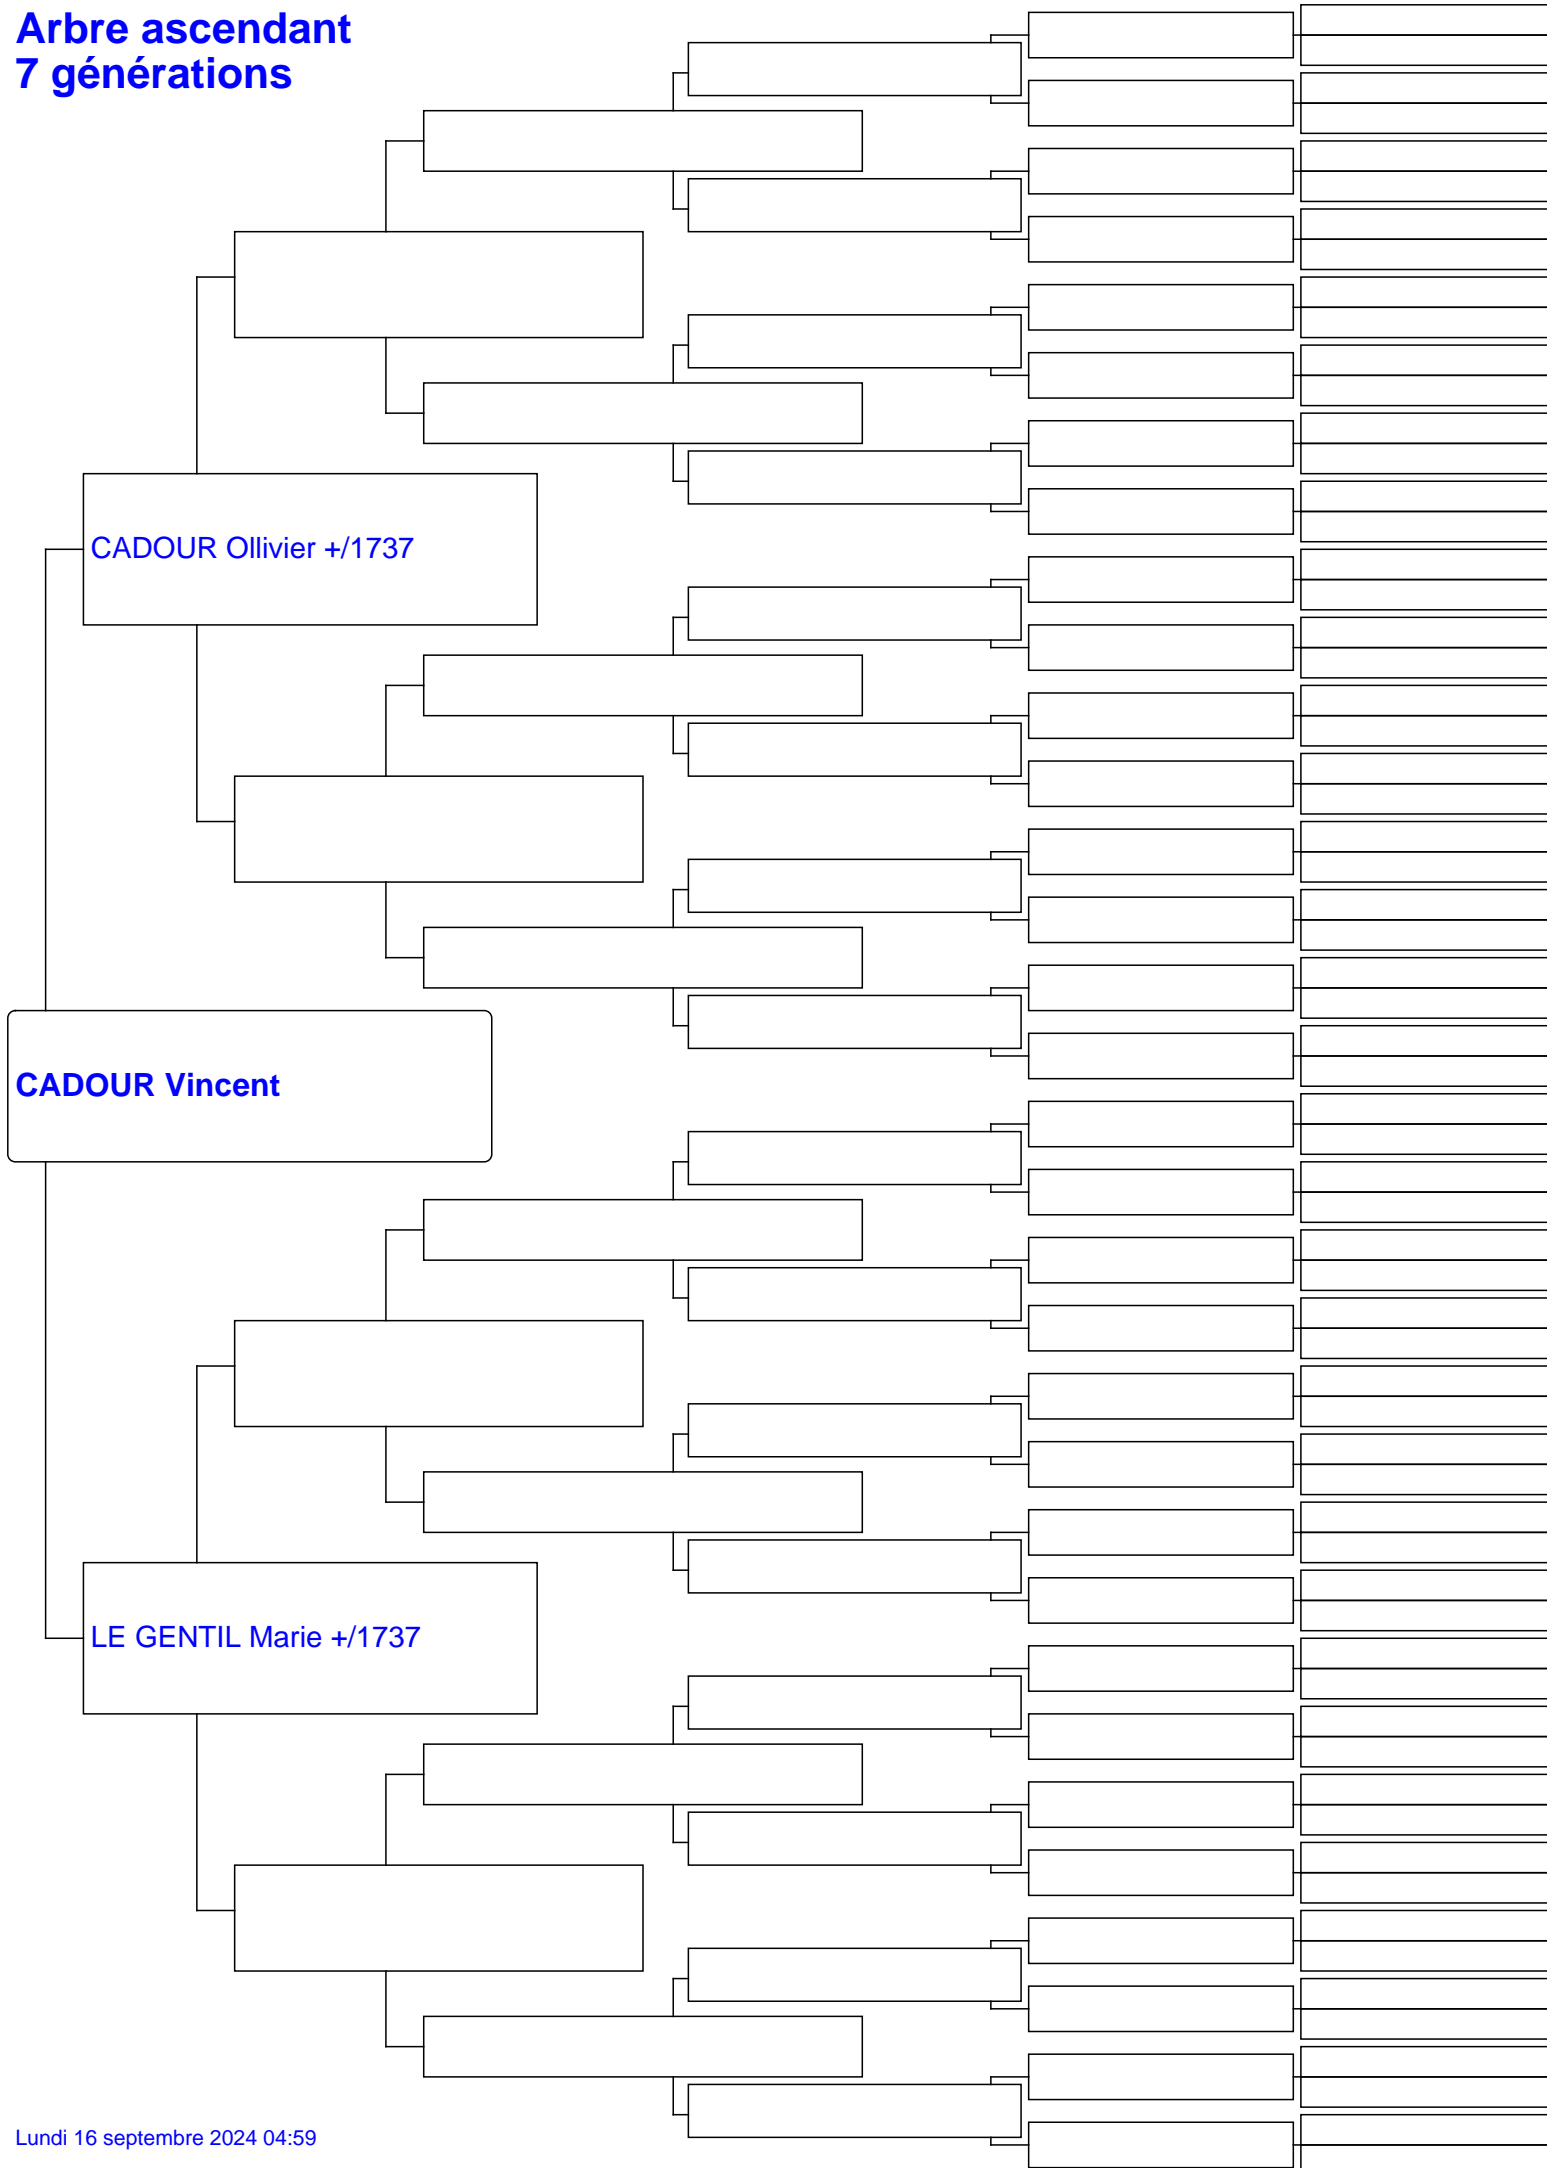 Arbre ascendant
7 générations
CADOUR Ollivier +/1737
CADOUR Vincent
LE GENTIL Marie +/1737
Lundi 16 septembre 2024 04:59